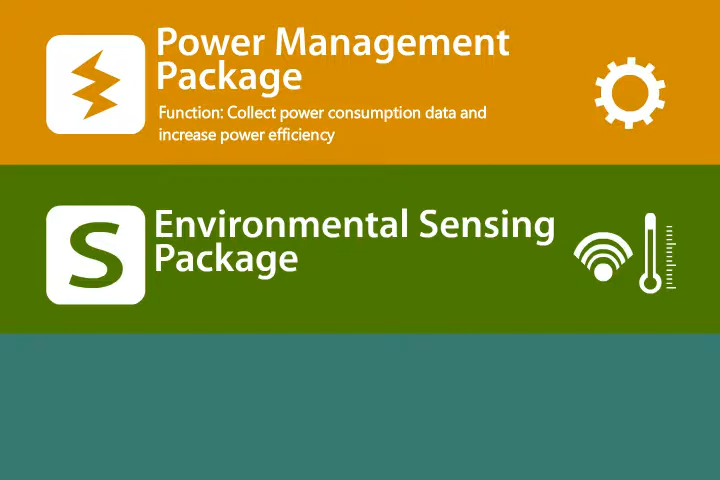 Power Management
Package
Function: Collect power consumption data and
increase power efficiency
S
Environmental Sensing
Package